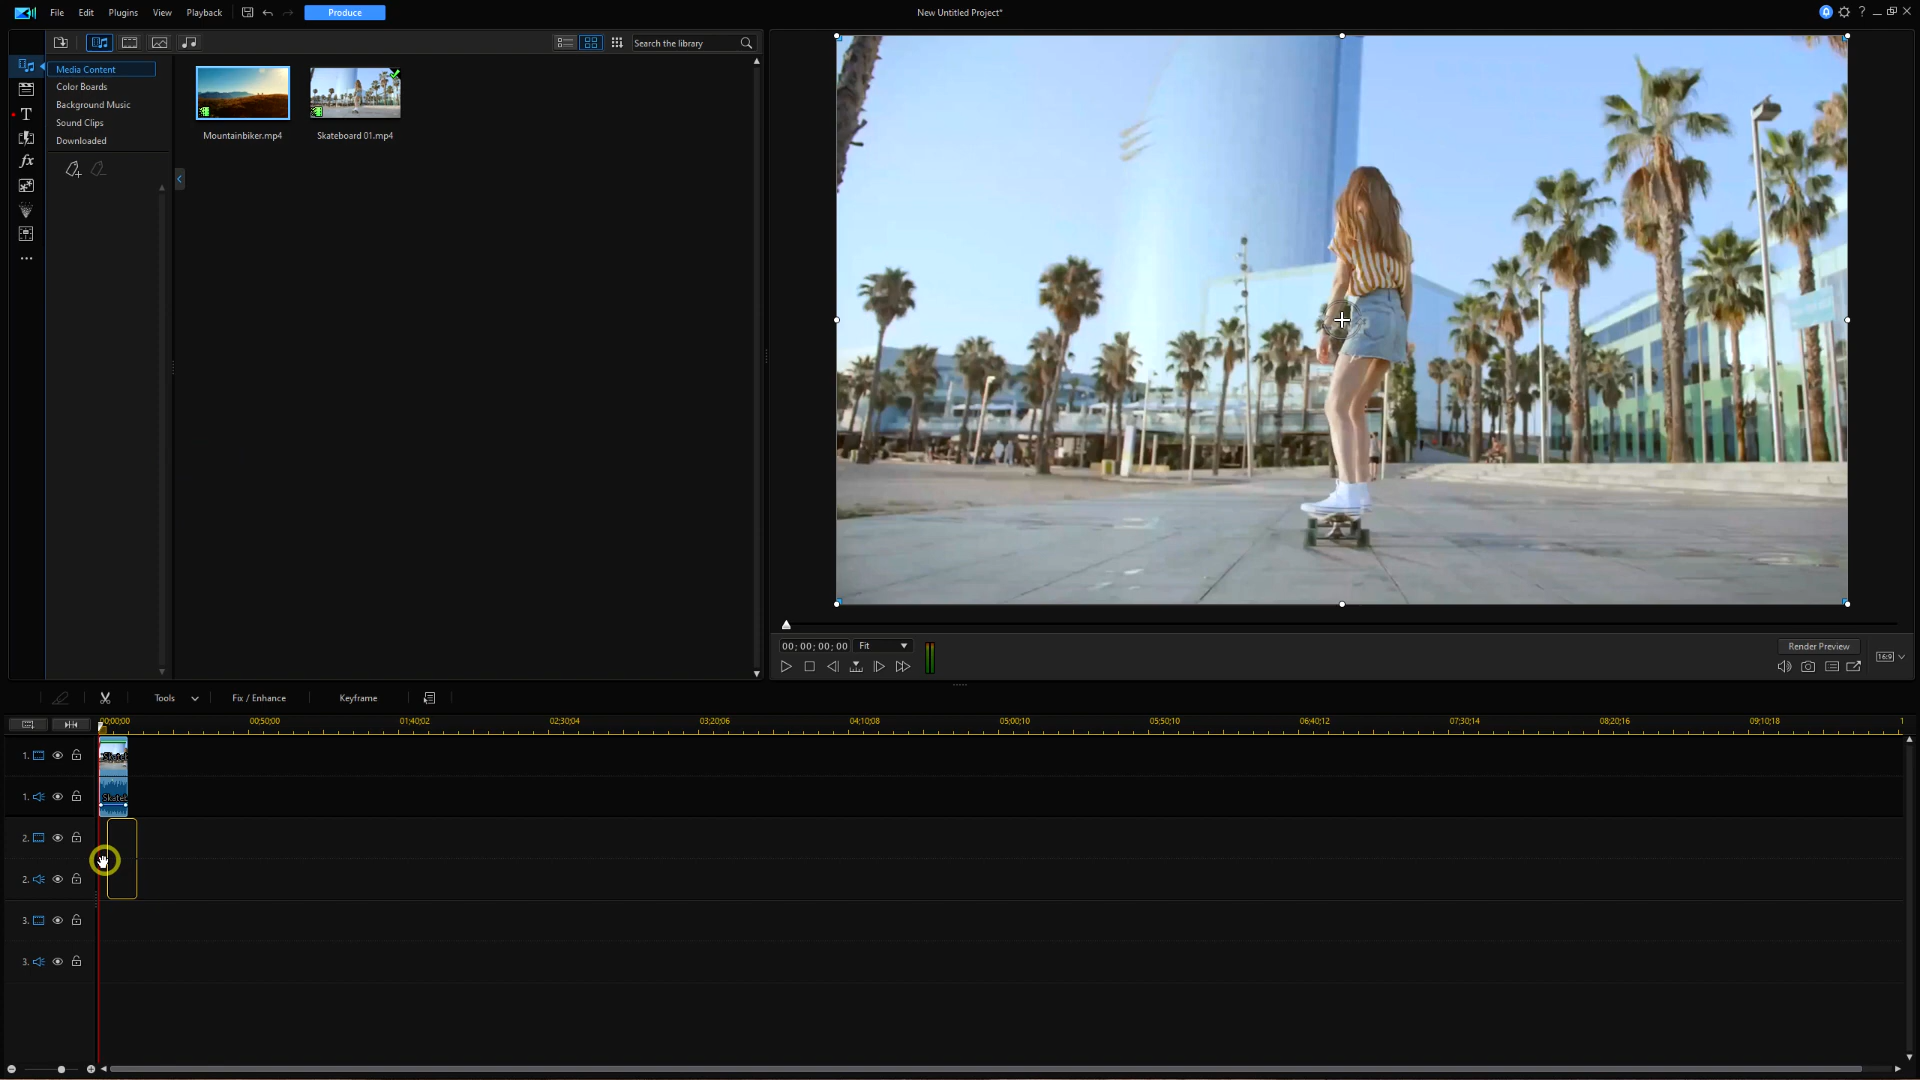 File Edit Plugins View Playback Produce New Untitled Project*
Search the library
Media Content
Color Boards
Background Music
Sound Clips
Downloaded
Mountainbiker.mp4 Skateboard 01.mp4
00;00;00;00 Fit Render Preview
16:9
Tools Fix / Enhance Keyframe
00;00;00 00;50;00 01;40;02 02;30;04 03;20;06 04;10;08 05;00;10 05;50;10 06;40;12 07;30;14 08;20;16 09;10;18 1
1. Skatel
1. Skatel
2.
2.
3.
3.